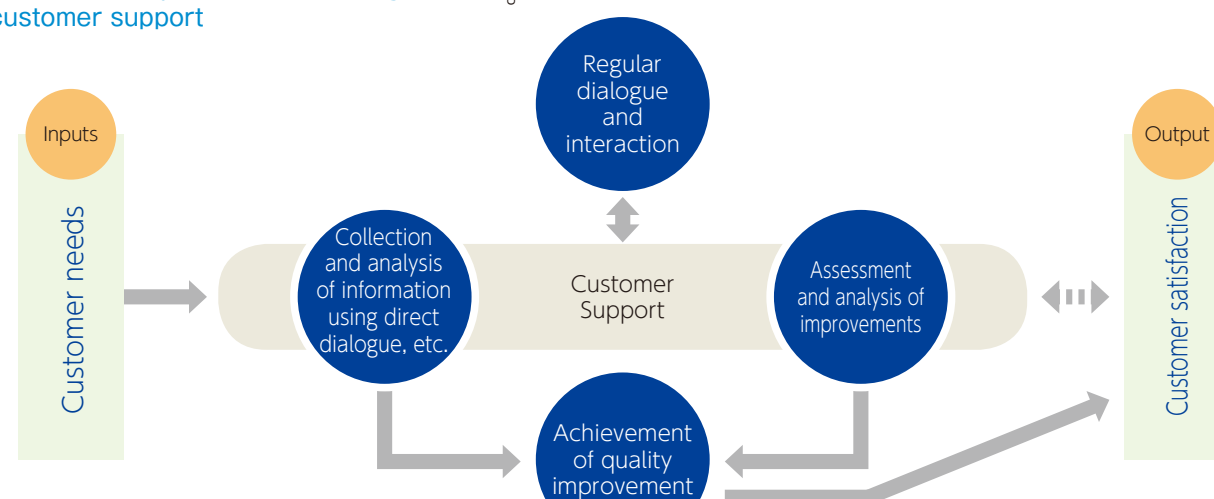 customer support
Regular
dialogue
and
interaction
Inputs
Customer needs
Collection
and analysis
of information
using direct
dialogue, etc.
Customer
Support
Assessment
and analysis of
improvements
Output
Customer satisfaction
Achievement
of quality
improvement